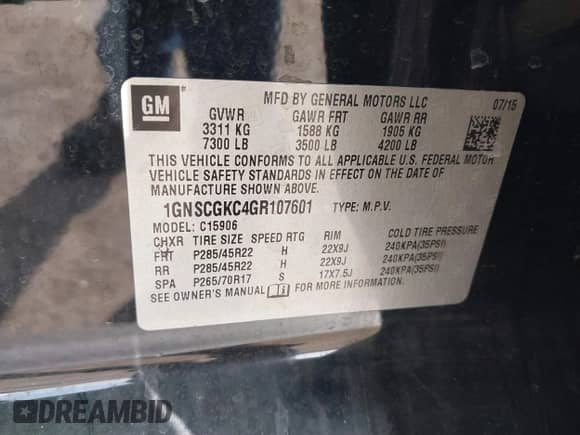 GM
MFD BY GENERAL MOTORS LLC 07/15
GVWR GAWR FRT GAWR RR
3311 KG 1588 KG 1905 KG
7300 LB 3500 LB 4200 LB
THIS VEHICLE CONFORMS TO ALL APPLICABLE U.S. FEDERAL MOTOR
VEHICLE SAFETY STANDARDS IN EFFECT ON THE DATE OF
MANUFACTURE SHOWN ABOVE.
1GNSCGKC4GR107601 TYPE: M.P.V.
MODEL: C15906
CHXR TIRE SIZE SPEED RTG RIM COLD TIRE PRESSURE
FRT P285/45R22 H 22X9J 240KPA(35PSI)
RR P285/45R22 H 22X9J 240KPA(35PSI)
SPA P265/70R17 S 17X7.5J 240KPA(35PSI)
SEE OWNER'S MANUAL FOR MORE INFORMATION.
DREAMBID